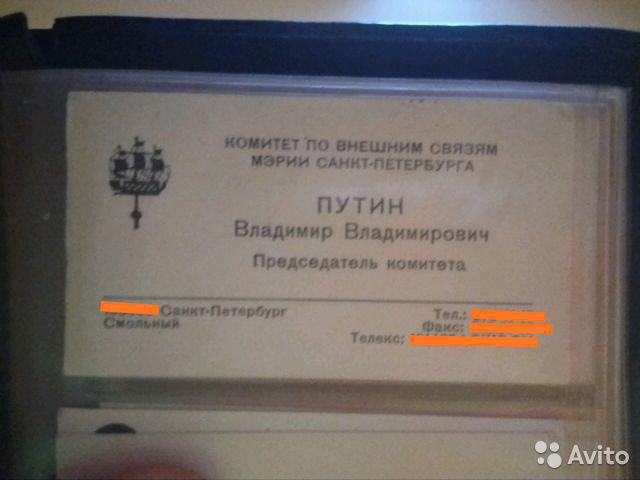 КОМИТЕТ ПО ВНЕШНИМ СВЯЗЯМ
МЭРИИ САНКТ-ПЕТЕРБУРГА
ПУТИН
Владимир Владимирович
Председатель комитета
Санкт-Петербург
Смольный
Тел.:
Факс:
Телекс:
Avito